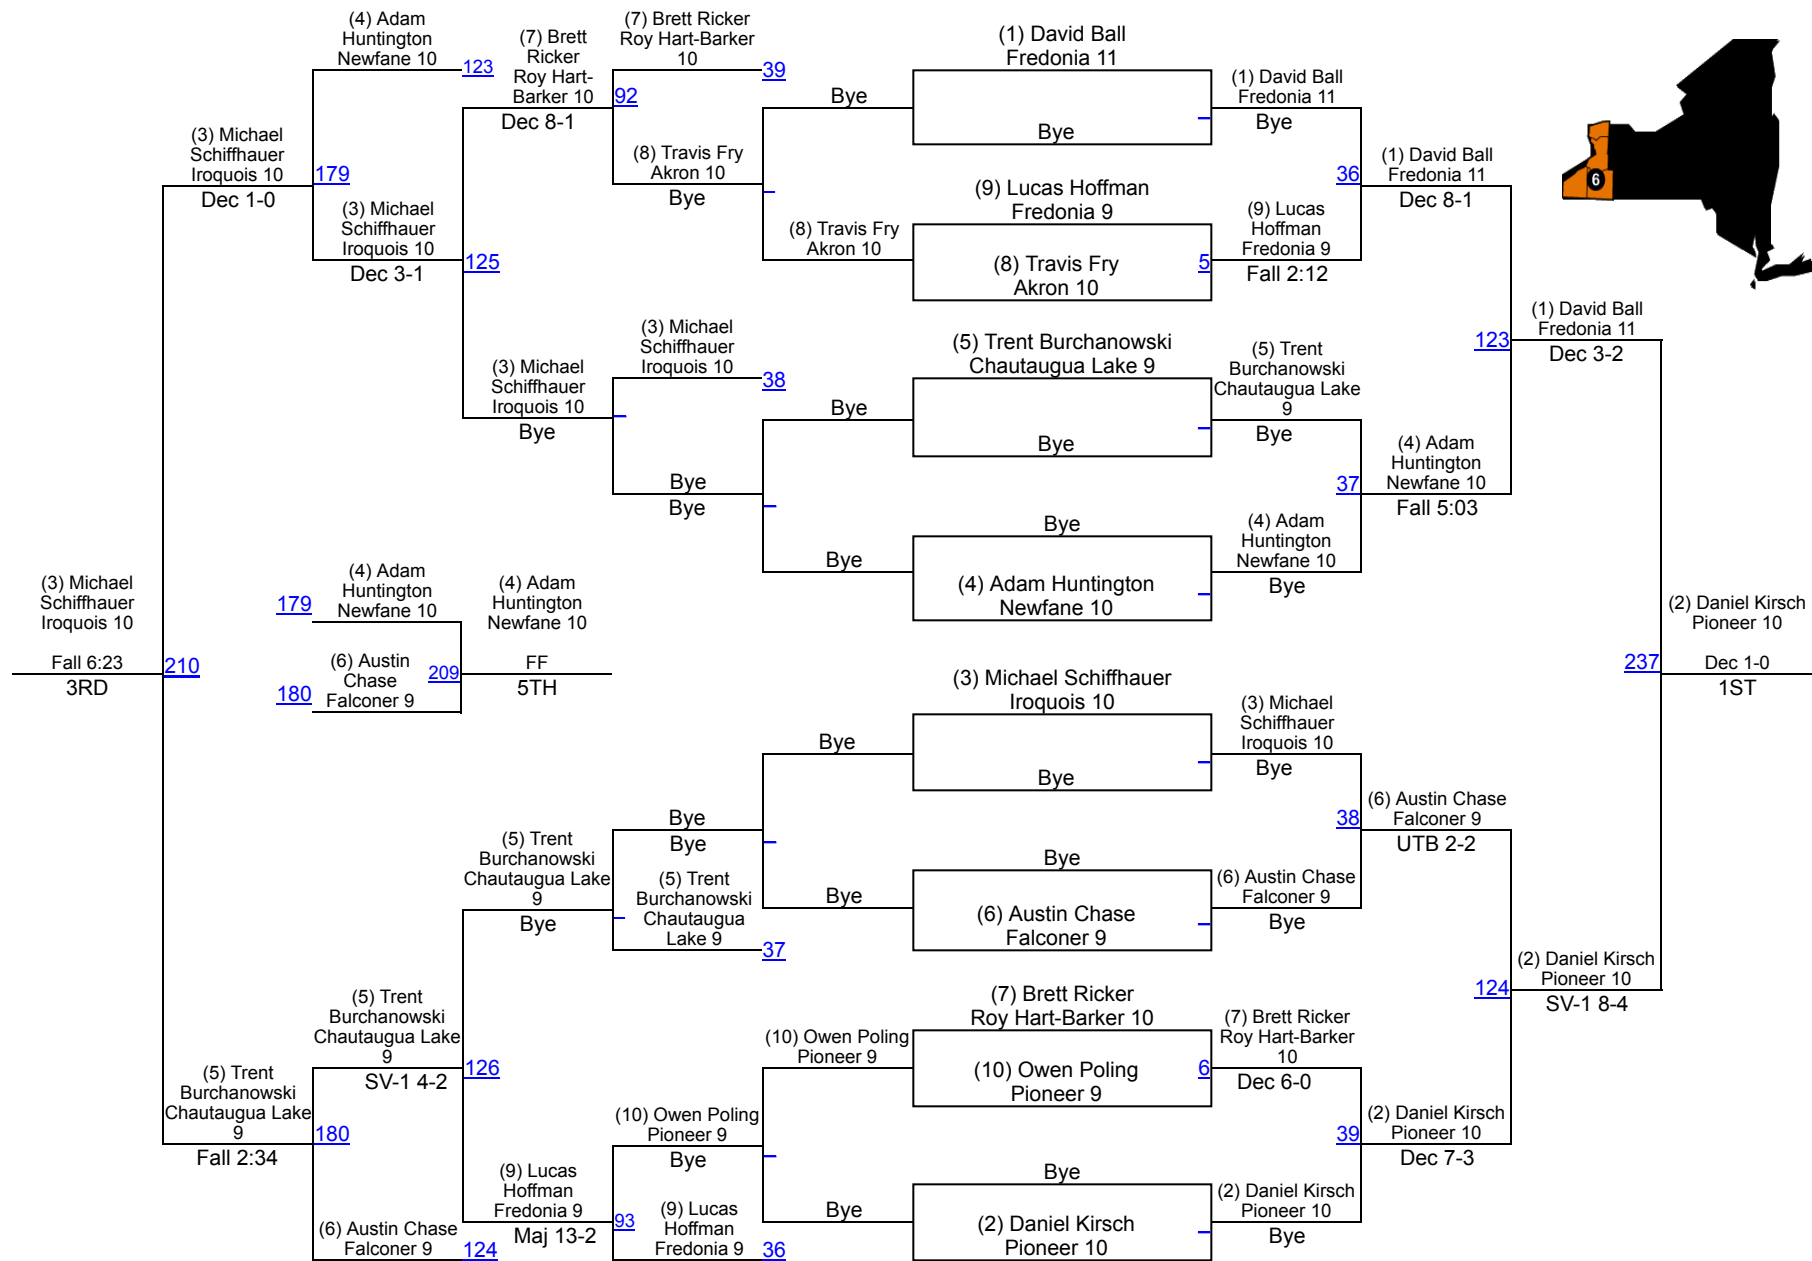 (4) Adam
Huntington
Newfane 10
123
(3) Michael
Schiffhauer
Iroquois 10
Dec 1-0
179
(3) Michael
Schiffhauer
Iroquois 10
Dec 3-1
125
(7) Brett
Ricker
Roy Hart-
Barker 10
Dec 8-1
92
(7) Brett Ricker
Roy Hart-Barker
10
39
(8) Travis Fry
Akron 10
Bye
Bye
(8) Travis Fry
Akron 10
(3) Michael
Schiffhauer
Iroquois 10
Bye
(3) Michael
Schiffhauer
Iroquois 10
38
Bye
Bye
Bye
Bye
(1) David Ball
Fredonia 11
Bye
(9) Lucas Hoffman
Fredonia 9
(8) Travis Fry
Akron 10
5
(5) Trent Burchanowski
Chautaugua Lake 9
Bye
Bye
(4) Adam Huntington
Newfane 10
(1) David Ball
Fredonia 11
Bye
36
(9) Lucas
Hoffman
Fredonia 9
Fall 2:12
(1) David Ball
Fredonia 11
Dec 8-1
(5) Trent
Burchanowski
Chautaugua Lake
9
Bye
37
(4) Adam
Huntington
Newfane 10
Bye
(4) Adam
Huntington
Newfane 10
Fall 5:03
123
(1) David Ball
Fredonia 11
Dec 3-2
6
(3) Michael
Schiffhauer
Iroquois 10
Fall 6:23
3RD
210
179
(4) Adam
Huntington
Newfane 10
180
(6) Austin
Chase
Falconer 9
209
(4) Adam
Huntington
Newfane 10
FF
5TH
237
(2) Daniel Kirsch
Pioneer 10
Dec 1-0
1ST
(3) Michael Schiffhauer
Iroquois 10
Bye
Bye
(6) Austin Chase
Falconer 9
(7) Brett Ricker
Roy Hart-Barker 10
(10) Owen Poling
Pioneer 9
6
Bye
(2) Daniel Kirsch
Pioneer 10
(3) Michael
Schiffhauer
Iroquois 10
Bye
38
(6) Austin Chase
Falconer 9
Bye
(6) Austin Chase
Falconer 9
UTB 2-2
(7) Brett Ricker
Roy Hart-Barker
10
Dec 6-0
39
(2) Daniel Kirsch
Pioneer 10
Bye
(2) Daniel Kirsch
Pioneer 10
Dec 7-3
124
(2) Daniel Kirsch
Pioneer 10
SV-1 8-4
Bye
Bye
Bye
Bye
(5) Trent
Burchanowski
Chautaugua Lake
9
Bye
(5) Trent
Burchanowski
Chautaugua
Lake 9
37
(10) Owen Poling
Pioneer 9
(10) Owen Poling
Pioneer 9
Bye
Bye
(5) Trent
Burchanowski
Chautaugua Lake
9
SV-1 4-2
126
(9) Lucas
Hoffman
Fredonia 9
Maj 13-2
93
(9) Lucas
Hoffman
Fredonia 9
36
(5) Trent
Burchanowski
Chautaugua Lake
9
Fall 2:34
180
(6) Austin Chase
Falconer 9
124